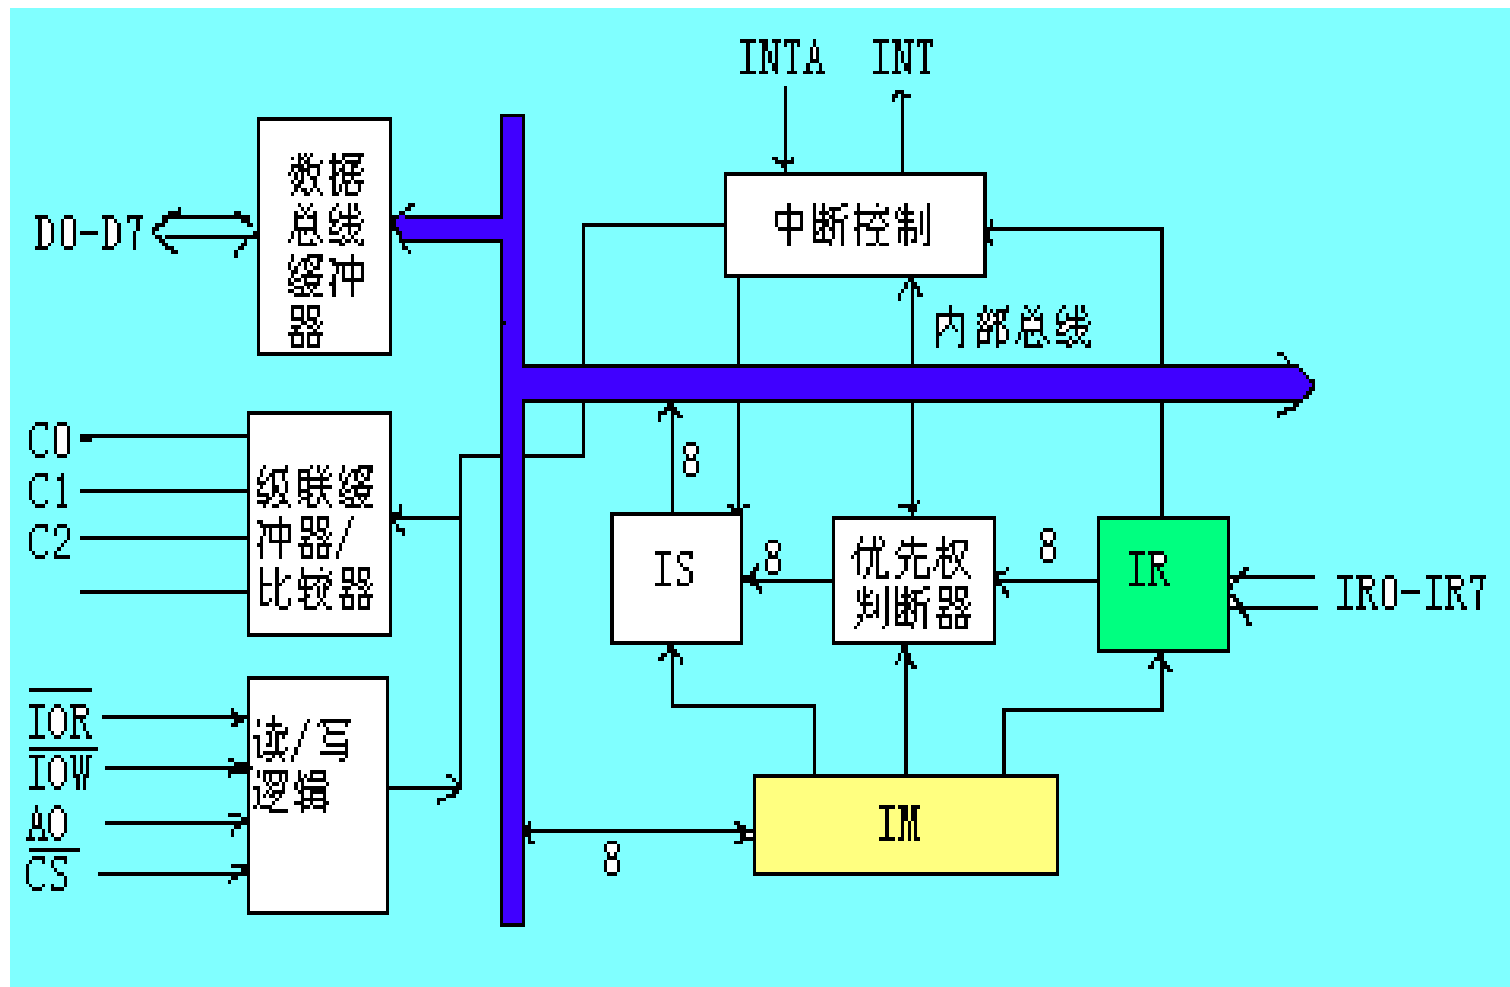 INTA INT
数据
总线
缓冲
器
D0-D7
中断控制
内部总线
C0
C1
C2
级联缓
冲器/
比较器
8
IS
8
优先权
判断器
8
IR
IR0-IR7
IOR
IOW
A0
CS
读/写
逻辑
8
IM